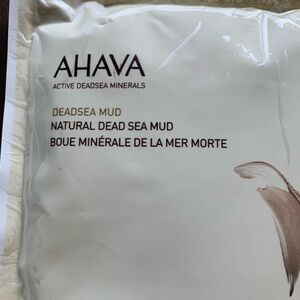 AHAVA
ACTIVE DEADSEA MINERALS
DEADSEA MUD
NATURAL DEAD SEA MUD
BOUE MINÉRALE DE LA MER MORTE